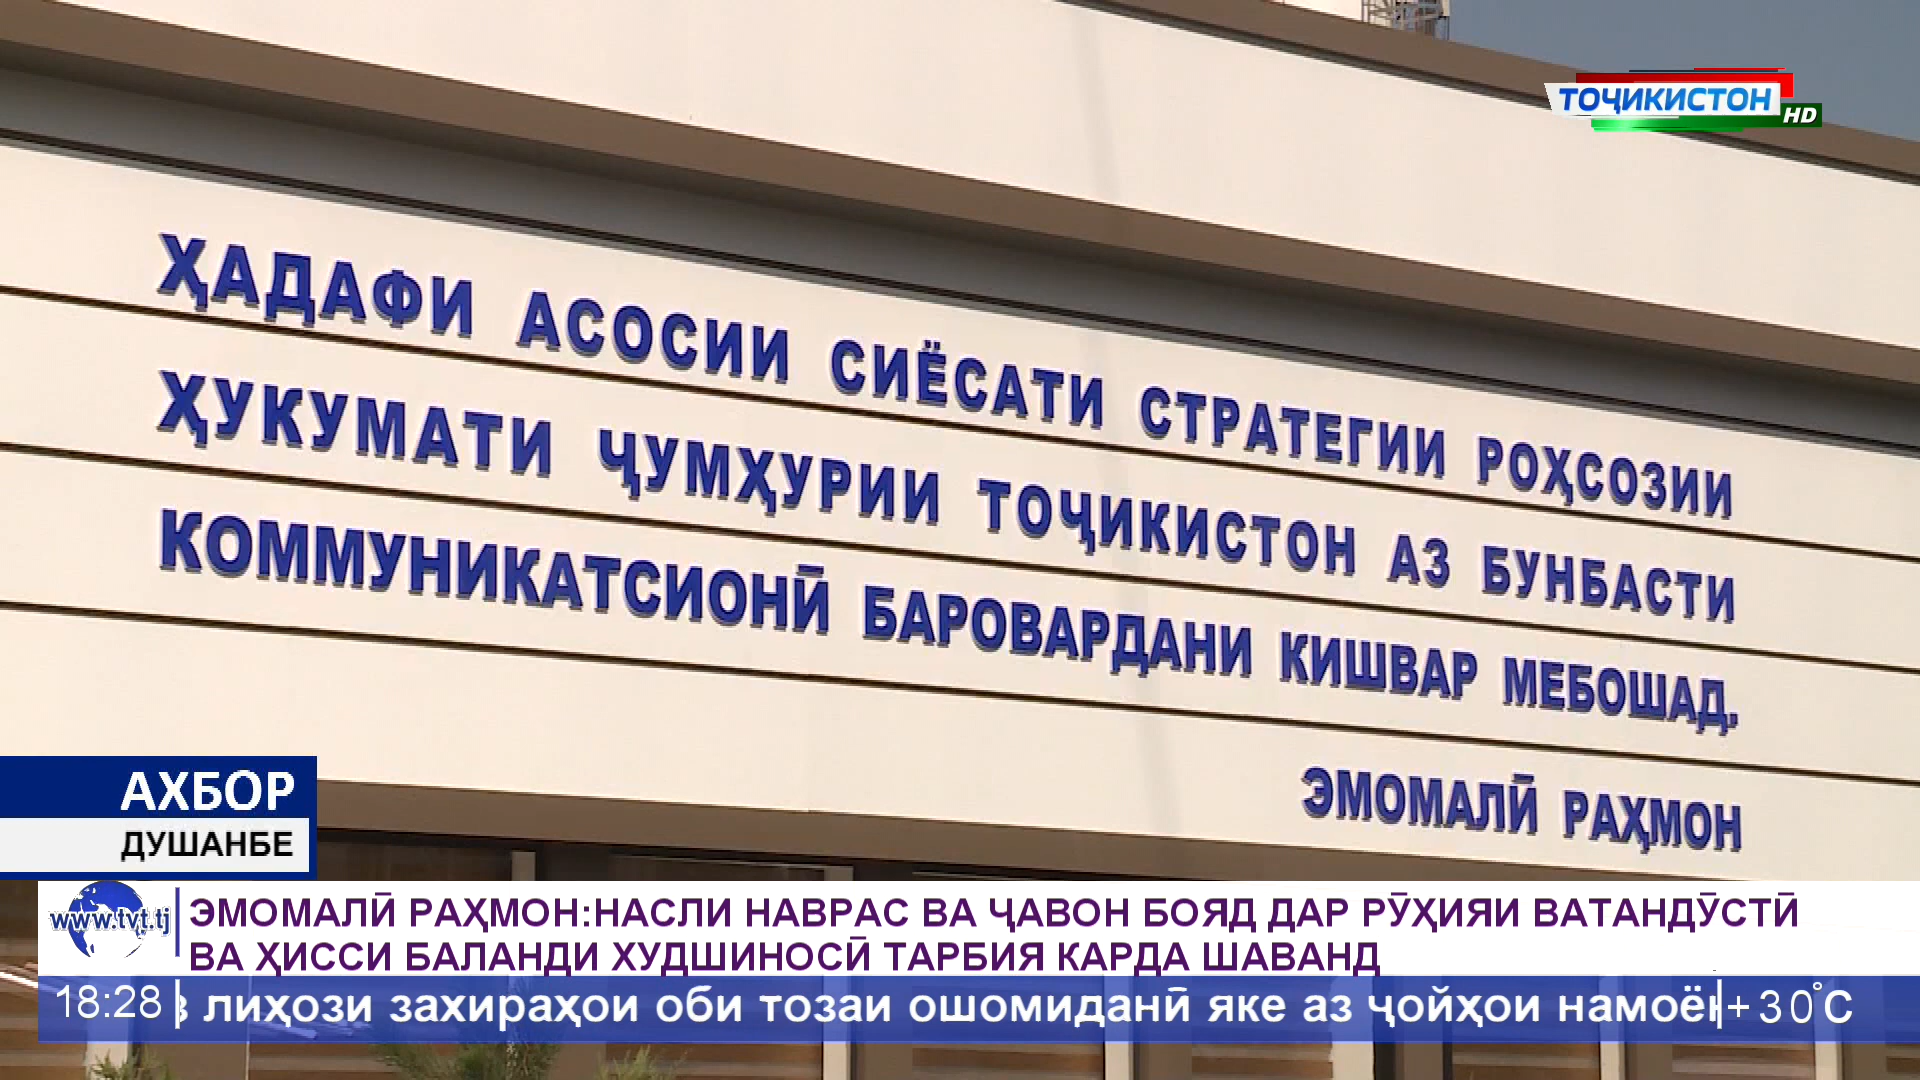 ТОҶИКИСТОН HD
ҲАДАФИ АСОСИИ СИЁСАТИ СТРАТЕГИИ РОҲСОЗИИ
ҲУКУМАТИ ҶУМҲУРИИ ТОҶИКИСТОН АЗ БУНБАСТИ
КОММУНИКАТСИОНӢ БАРОВАРДАНИ КИШВАР МЕБОШАД.
ЭМОМАЛӢ РАҲМОН
АХБОР
ДУШАНБЕ
www.tvt.tj
ЭМОМАЛӢ РАҲМОН:НАСЛИ НАВРАС ВА ҶАВОН БОЯД ДАР РӮҲИЯИ ВАТАНДӮСТӢ
ВА ҲИССИ БАЛАНДИ ХУДШИНОСӢ ТАРБИЯ КАРДА ШАВАНД
18:28 лиҳози захираҳои оби тозаи ошомиданӣ яке аз ҷойҳои +30°C